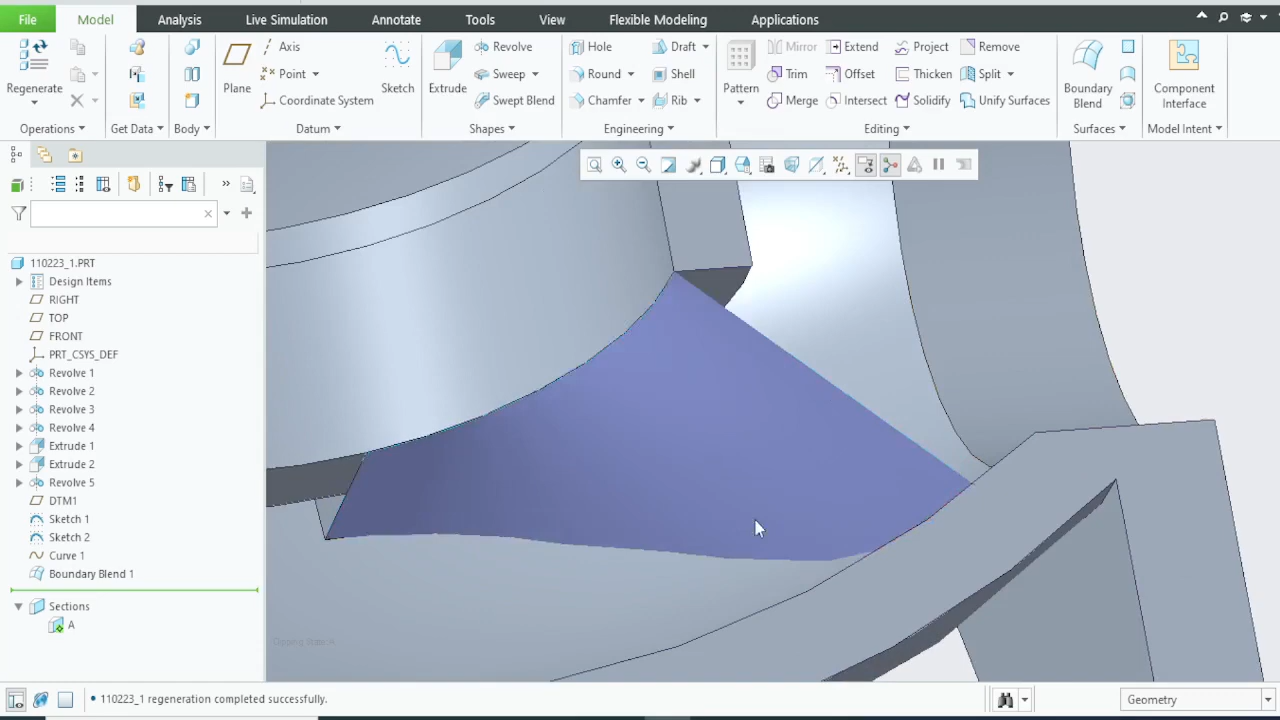 File Model Analysis Live Simulation Annotate Tools View Flexible Modeling Applications
Regenerate
Operations
Get Data
Body
Plane
Axis
Point
Coordinate System
Sketch
Datum
Extrude
Revolve
Sweep
Swept Blend
Shapes
Hole
Round
Chamfer
Draft
Shell
Rib
Engineering
Pattern
Mirror Extend Project Remove
Trim Offset Thicken Split
Merge Intersect Solidify Unify Surfaces
Editing
Boundary
Blend
Surfaces
Component
Interface
Model Intent
110223_1.PRT
Design Items
RIGHT
TOP
FRONT
PRT_CSYS_DEF
Revolve 1
Revolve 2
Revolve 3
Revolve 4
Extrude 1
Extrude 2
Revolve 5
DTM1
Sketch 1
Sketch 2
Curve 1
Boundary Blend 1
Sections
A
• 110223_1 regeneration completed successfully.
Geometry